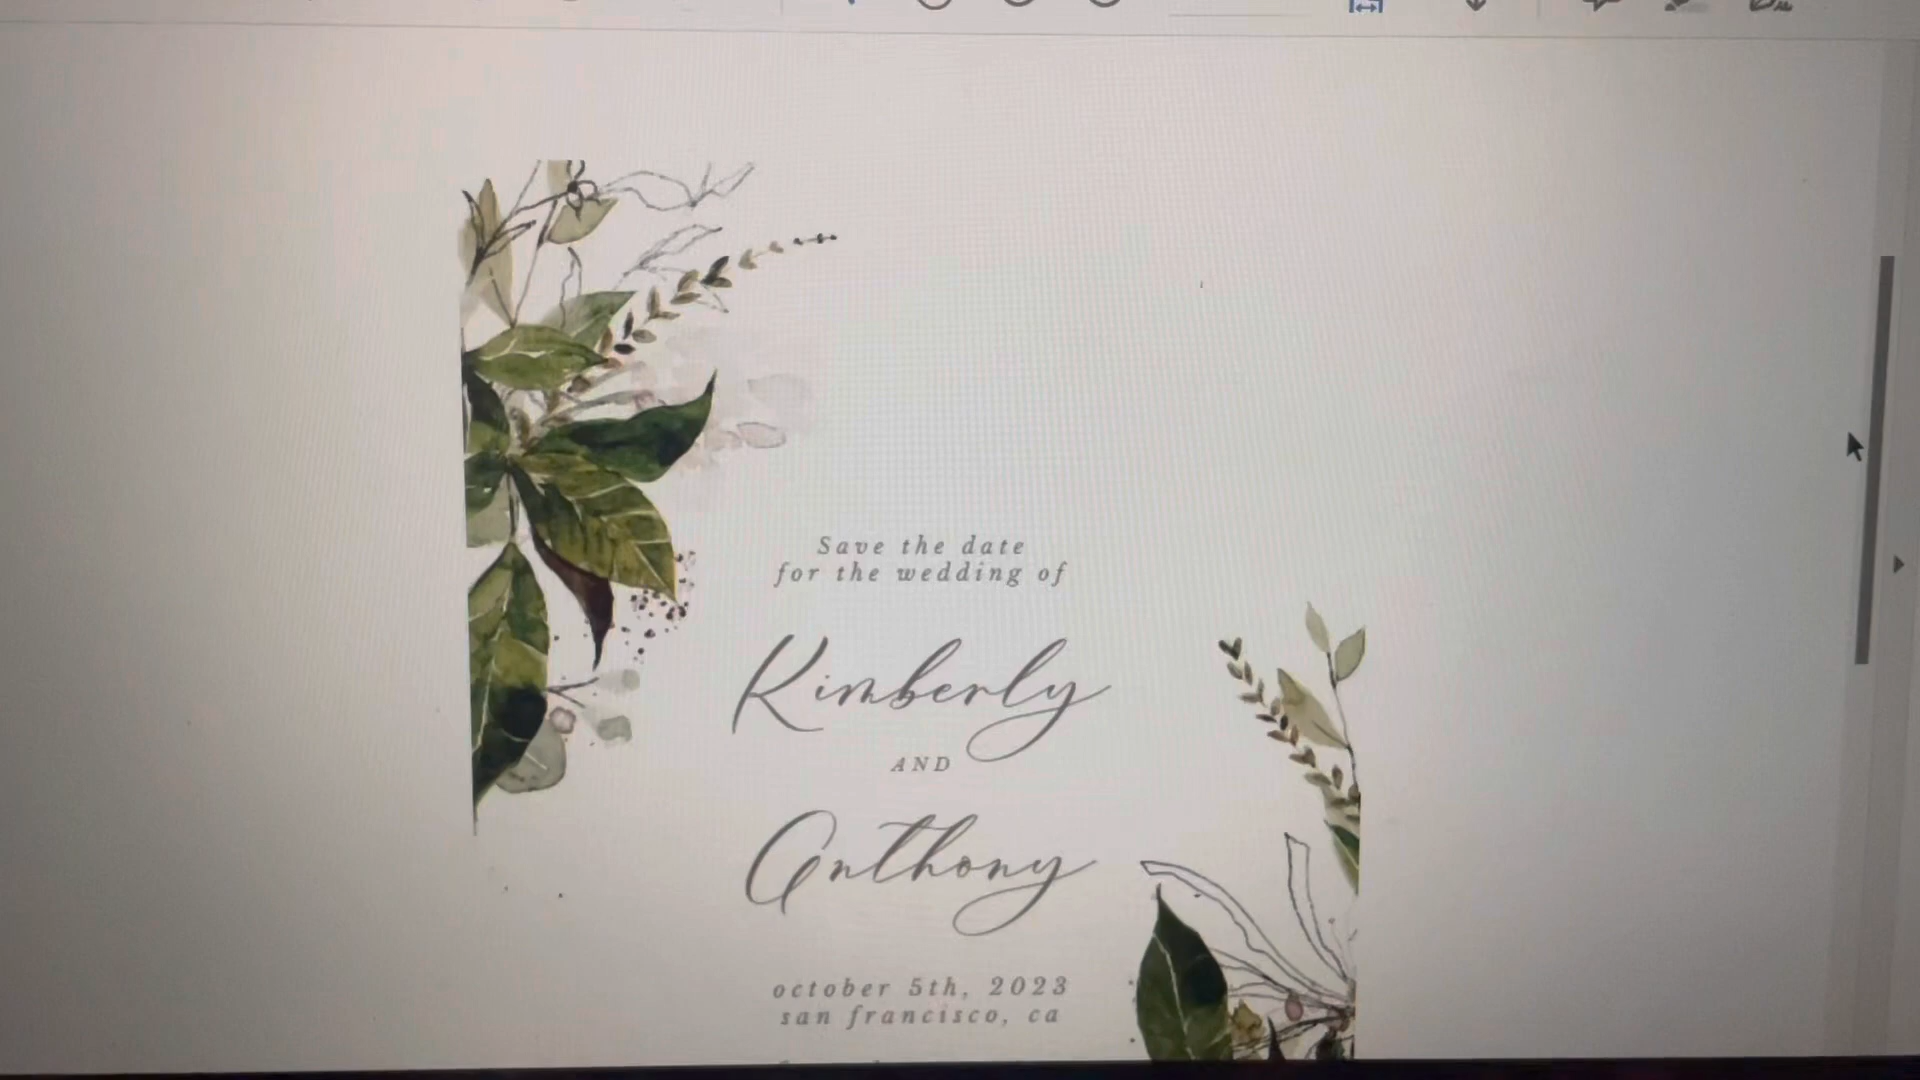 Save the date
for the wedding of
Kimberly
AND
Anthony
october 5th, 2023
san francisco, ca